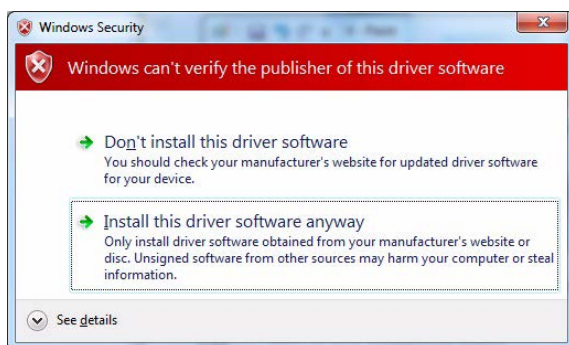 Windows Security
Windows can't verify the publisher of this driver software
Don't install this driver software
You should check your manufacturer's website for updated driver software
for your device.
Install this driver software anyway
Only install driver software obtained from your manufacturer's website or
disc. Unsigned software from other sources may harm your computer or steal
information.
See details